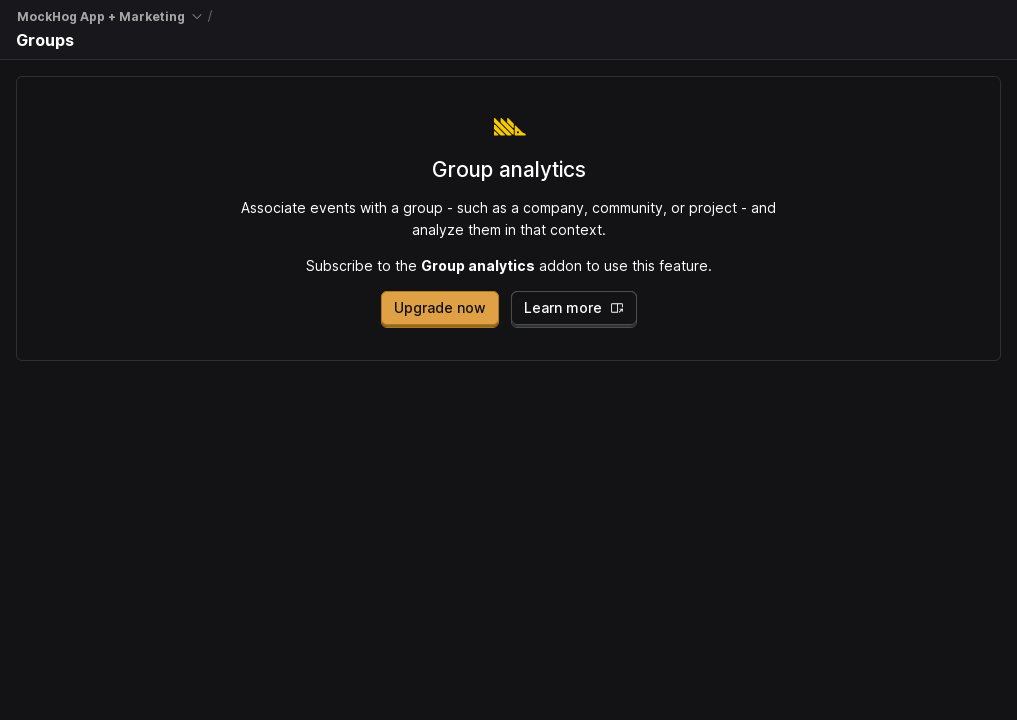 MockHog App + Marketing /
Groups
Group analytics
Associate events with a group - such as a company, community, or project - and
analyze them in that context.
Subscribe to the Group analytics addon to use this feature.
Upgrade now
Learn more